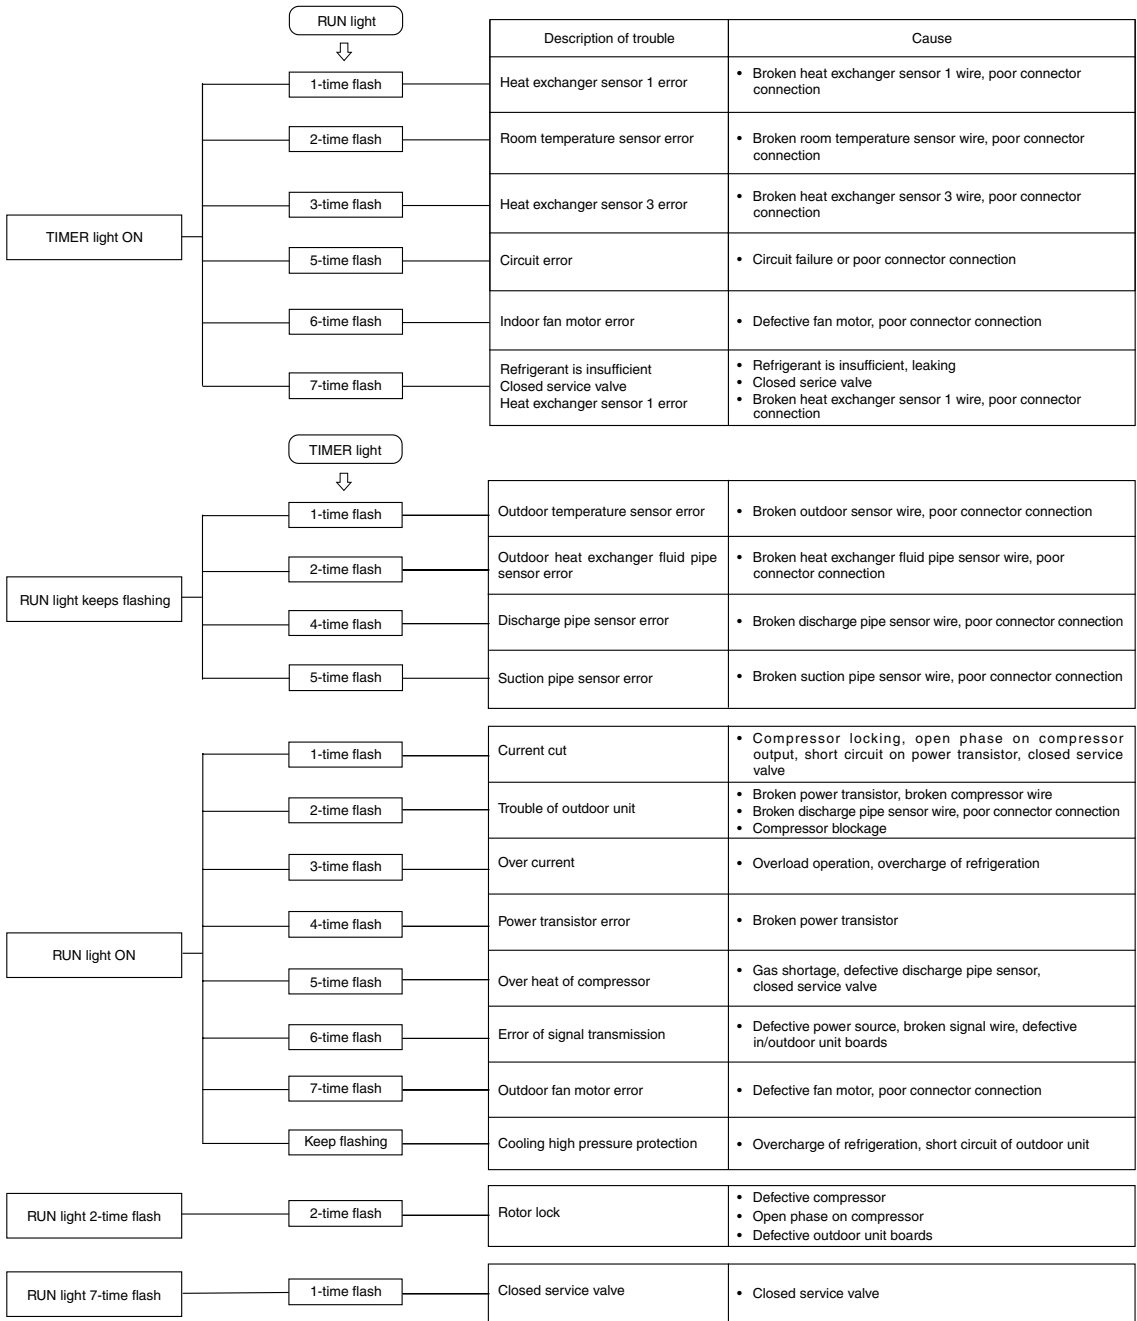 RUN light
Description of trouble
Cause
TIMER light ON
1-time flash
Heat exchanger sensor 1 error
• Broken heat exchanger sensor 1 wire, poor connector
connection
2-time flash
Room temperature sensor error
• Broken room temperature sensor wire, poor connector
connection
3-time flash
Heat exchanger sensor 3 error
• Broken heat exchanger sensor 3 wire, poor connector
connection
5-time flash
Circuit error
• Circuit failure or poor connector connection
6-time flash
Indoor fan motor error
• Defective fan motor, poor connector connection
7-time flash
Refrigerant is insufficient
Closed service valve
Heat exchanger sensor 1 error
• Refrigerant is insufficient, leaking
• Closed serice valve
• Broken heat exchanger sensor 1 wire, poor connector
connection
TIMER light
RUN light keeps flashing
1-time flash
Outdoor temperature sensor error
• Broken outdoor sensor wire, poor connector connection
2-time flash
Outdoor heat exchanger fluid pipe
sensor error
• Broken heat exchanger fluid pipe sensor wire, poor
connector connection
4-time flash
Discharge pipe sensor error
• Broken discharge pipe sensor wire, poor connector connection
5-time flash
Suction pipe sensor error
• Broken suction pipe sensor wire, poor connector connection
RUN light ON
1-time flash
Current cut
• Compressor locking, open phase on compressor
output, short circuit on power transistor, closed service
valve
2-time flash
Trouble of outdoor unit
• Broken power transistor, broken compressor wire
• Broken discharge pipe sensor wire, poor connector connection
• Compressor blockage
3-time flash
Over current
• Overload operation, overcharge of refrigeration
4-time flash
Power transistor error
• Broken power transistor
5-time flash
Over heat of compressor
• Gas shortage, defective discharge pipe sensor,
closed service valve
6-time flash
Error of signal transmission
• Defective power source, broken signal wire, defective
in/outdoor unit boards
7-time flash
Outdoor fan motor error
• Defective fan motor, poor connector connection
Keep flashing
Cooling high pressure protection
• Overcharge of refrigeration, short circuit of outdoor unit
RUN light 2-time flash
2-time flash
Rotor lock
• Defective compressor
• Open phase on compressor
• Defective outdoor unit boards
RUN light 7-time flash
1-time flash
Closed service valve
• Closed service valve